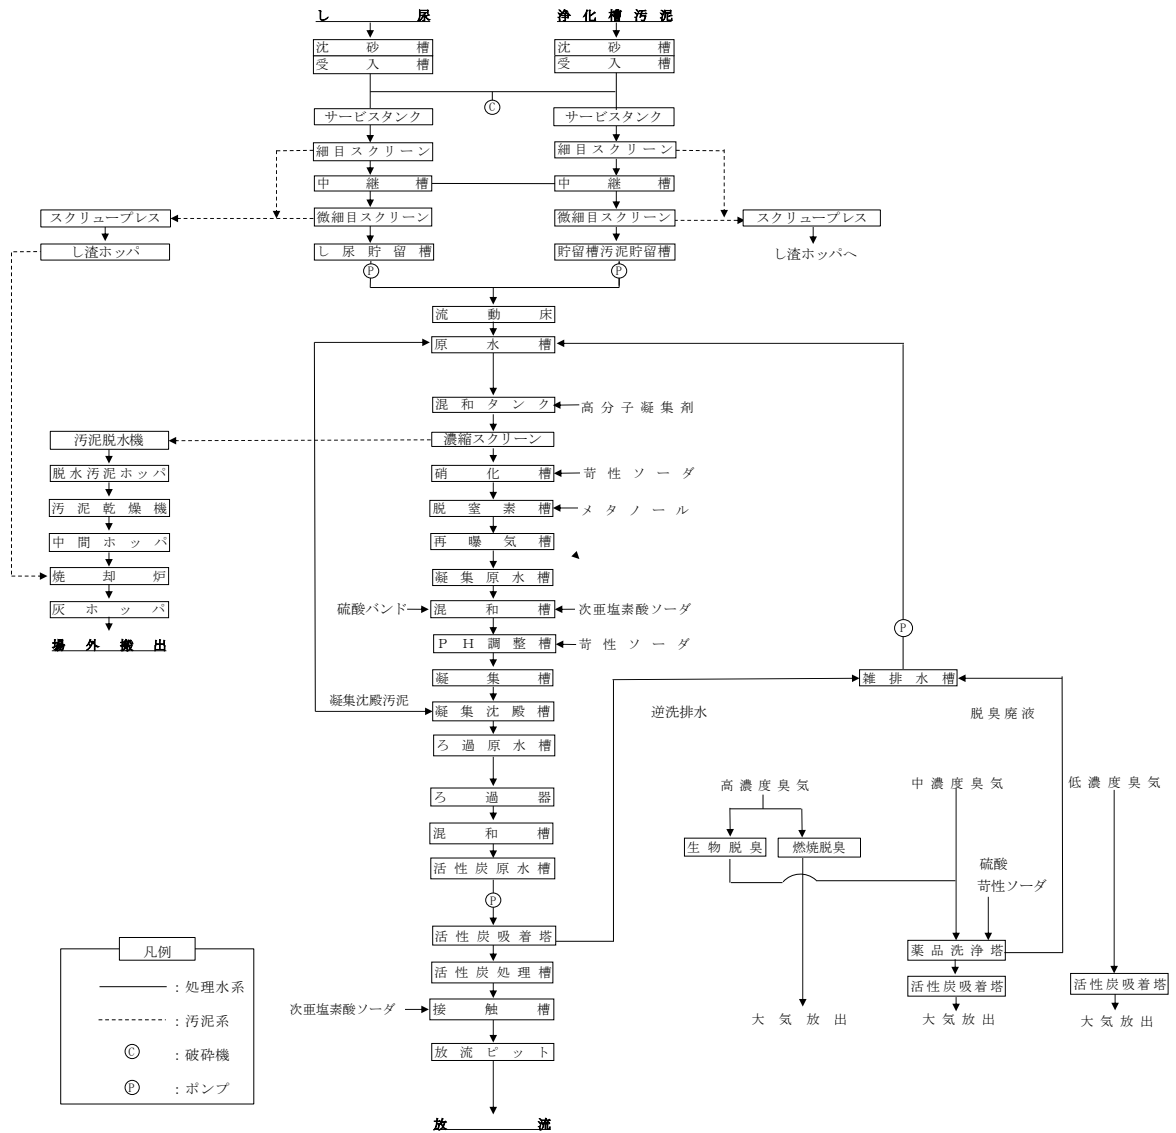 し尿
浄化槽汚泥
沈砂槽
受入槽
沈砂槽
受入槽
C
サービスタンク
サービスタンク
細目スクリーン
細目スクリーン
中継槽
中継槽
スクリュープレス
微細目スクリーン
微細目スクリーン
スクリュープレス
し渣ホッパ
し尿貯留槽
貯留槽汚泥貯留槽
し渣ホッパへ
P
P
流動床
原水槽
混和タンク
高分子凝集剤
汚泥脱水機
濃縮スクリーン
脱水汚泥ホッパ
硝化槽
苛性ソーダ
汚泥乾燥機
脱窒素槽
メタノール
中間ホッパ
再曝気槽
焼却炉
凝集原水槽
灰ホッパ
硫酸バンド
混和槽
次亜塩素酸ソーダ
P
場外搬出
PH調整槽
苛性ソーダ
凝集槽
雑排水槽
凝集沈殿汚泥
凝集沈殿槽
逆洗排水
脱臭廃液
ろ過原水槽
高濃度臭気
中濃度臭気
低濃度臭気
ろ過器
混和槽
生物脱臭
燃焼脱臭
活性炭原水槽
硫酸
苛性ソーダ
P
活性炭吸着塔
薬品洗浄塔
活性炭処理槽
活性炭吸着塔
活性炭吸着塔
次亜塩素酸ソーダ
接触槽
大気放出
大気放出
大気放出
放流ピット
放流
凡例
：処理水系
：汚泥系
C ：破砕機
P ：ポンプ